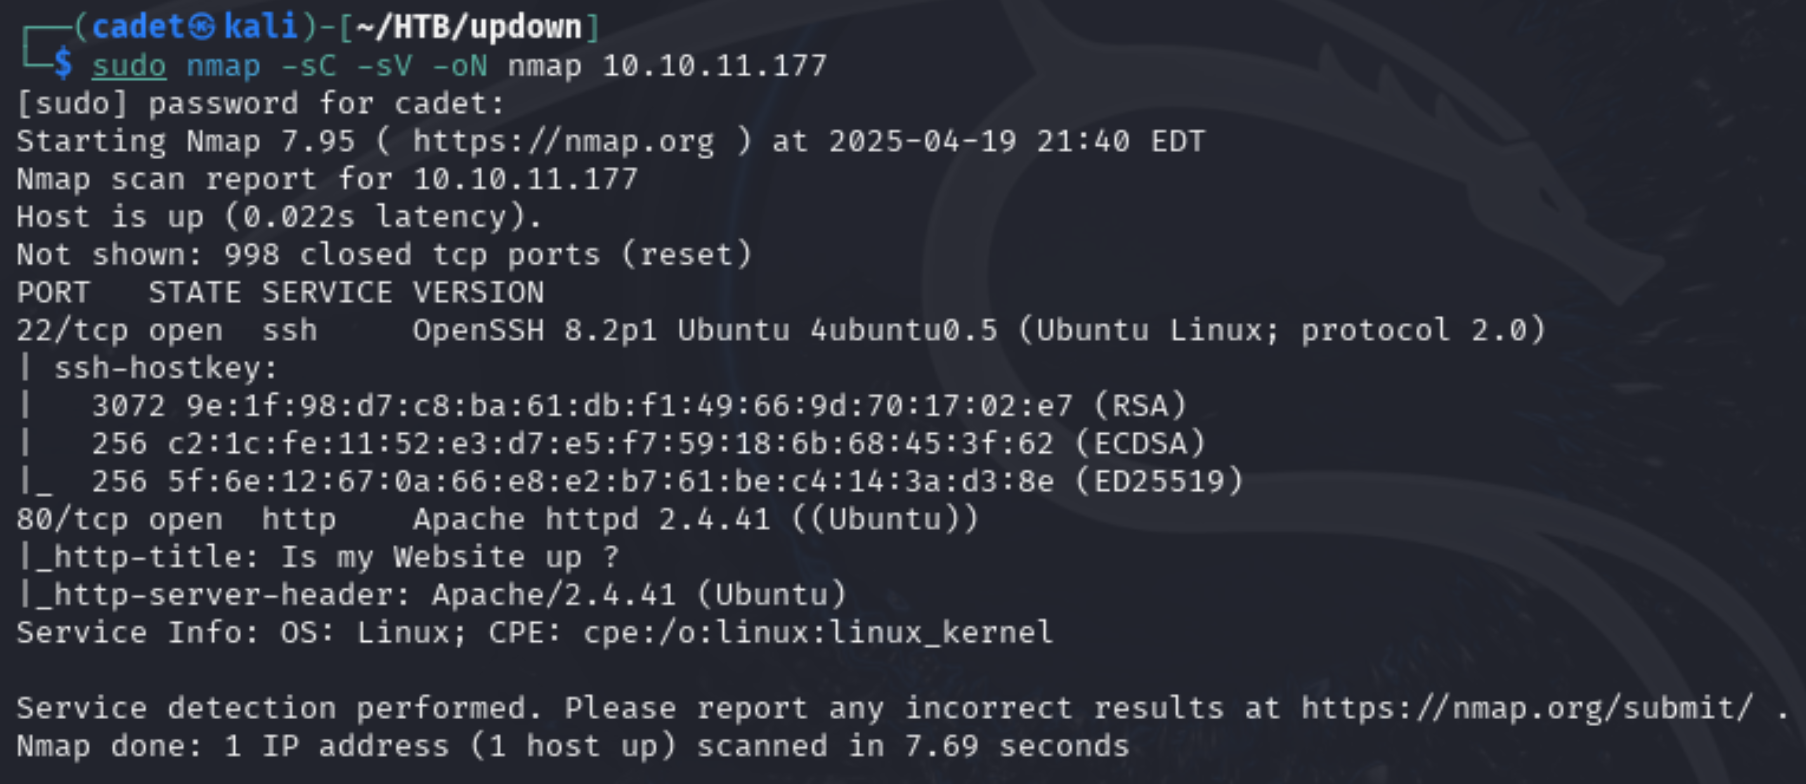 ┌──(cadet㉿kali)-[~/HTB/updown]
└─$ sudo nmap -sC -sV -oN nmap 10.10.11.177
[sudo] password for cadet:
Starting Nmap 7.95 ( https://nmap.org ) at 2025-04-19 21:40 EDT
Nmap scan report for 10.10.11.177
Host is up (0.022s latency).
Not shown: 998 closed tcp ports (reset)
PORT   STATE SERVICE VERSION
22/tcp open  ssh     OpenSSH 8.2p1 Ubuntu 4ubuntu0.5 (Ubuntu Linux; protocol 2.0)
| ssh-hostkey:
|   3072 9e:1f:98:d7:c8:ba:61:db:f1:49:66:9d:70:17:02:e7 (RSA)
|   256 c2:1c:fe:11:52:e3:d7:e5:f7:59:18:6b:68:45:3f:62 (ECDSA)
|_  256 5f:6e:12:67:0a:66:e8:e2:b7:61:be:c4:14:3a:d3:8e (ED25519)
80/tcp open  http    Apache httpd 2.4.41 ((Ubuntu))
|_http-title: Is my Website up ?
|_http-server-header: Apache/2.4.41 (Ubuntu)
Service Info: OS: Linux; CPE: cpe:/o:linux:linux_kernel

Service detection performed. Please report any incorrect results at https://nmap.org/submit/ .
Nmap done: 1 IP address (1 host up) scanned in 7.69 seconds